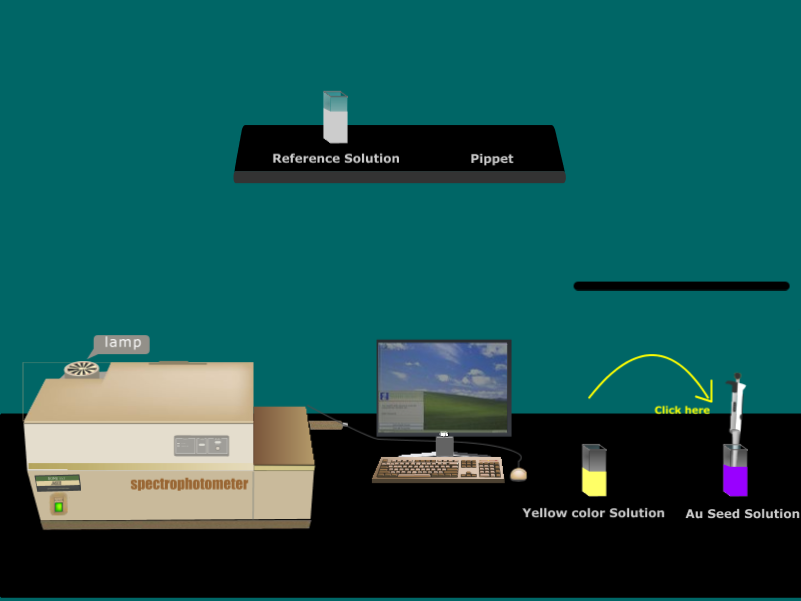 Reference Solution
Pippet
lamp
Click here
spectrophotometer
Yellow color Solution
Au Seed Solution